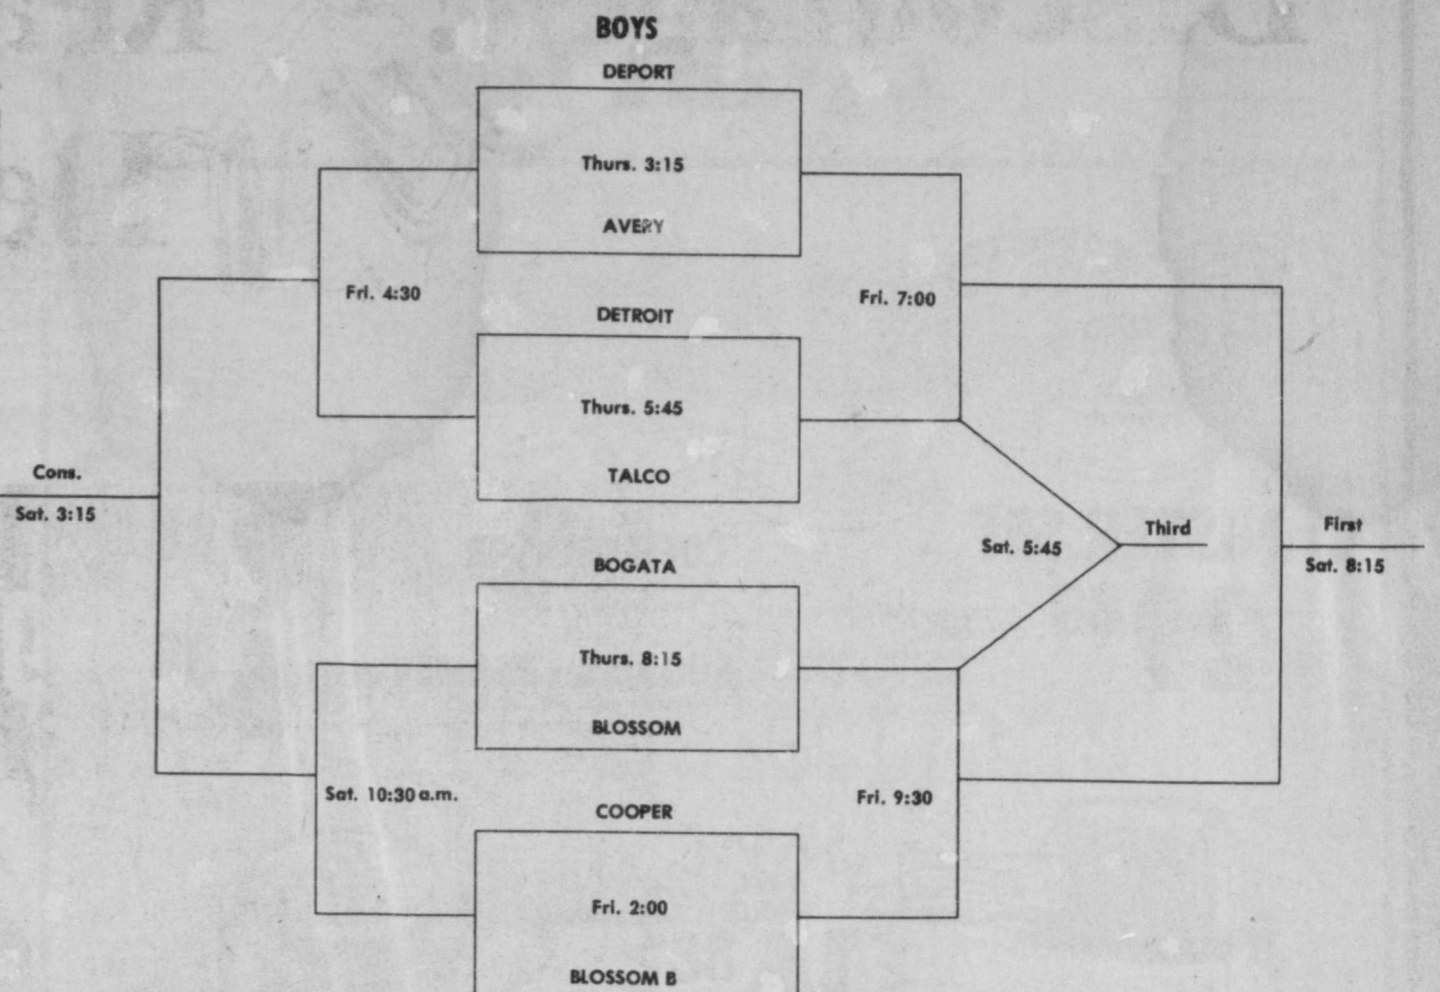 BOYS
DEPORT
Thurs. 3:15
AVERY
Fri. 4:30
Fri. 7:00
DETROIT
Thurs. 5:45
TALCO
Cons.
Sat. 3:15
Third
First
Sat. 5:45
Sat. 8:15
BOGATA
Thurs. 8:15
BLOSSOM
Sat. 10:30 a.m.
Fri. 9:30
COOPER
Fri. 2:00
BLOSSOM B